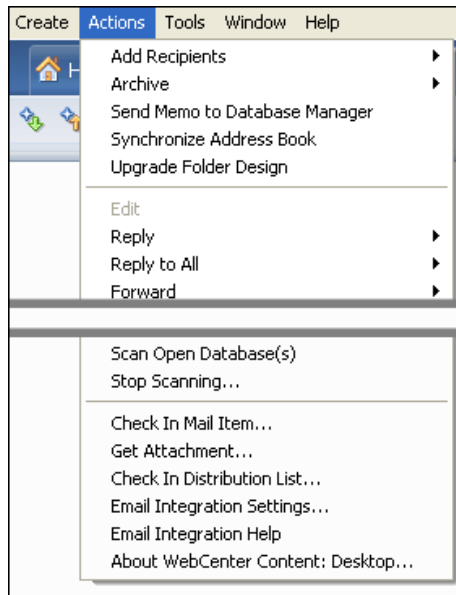 Create Actions Tools Window Help
H
Add Recipients
Archive
Send Memo to Database Manager
Synchronize Address Book
Upgrade Folder Design
Edit
Reply
Reply to All
Forward
Scan Open Database(s)
Stop Scanning...
Check In Mail Item...
Get Attachment...
Check In Distribution List...
Email Integration Settings...
Email Integration Help
About WebCenter Content: Desktop...